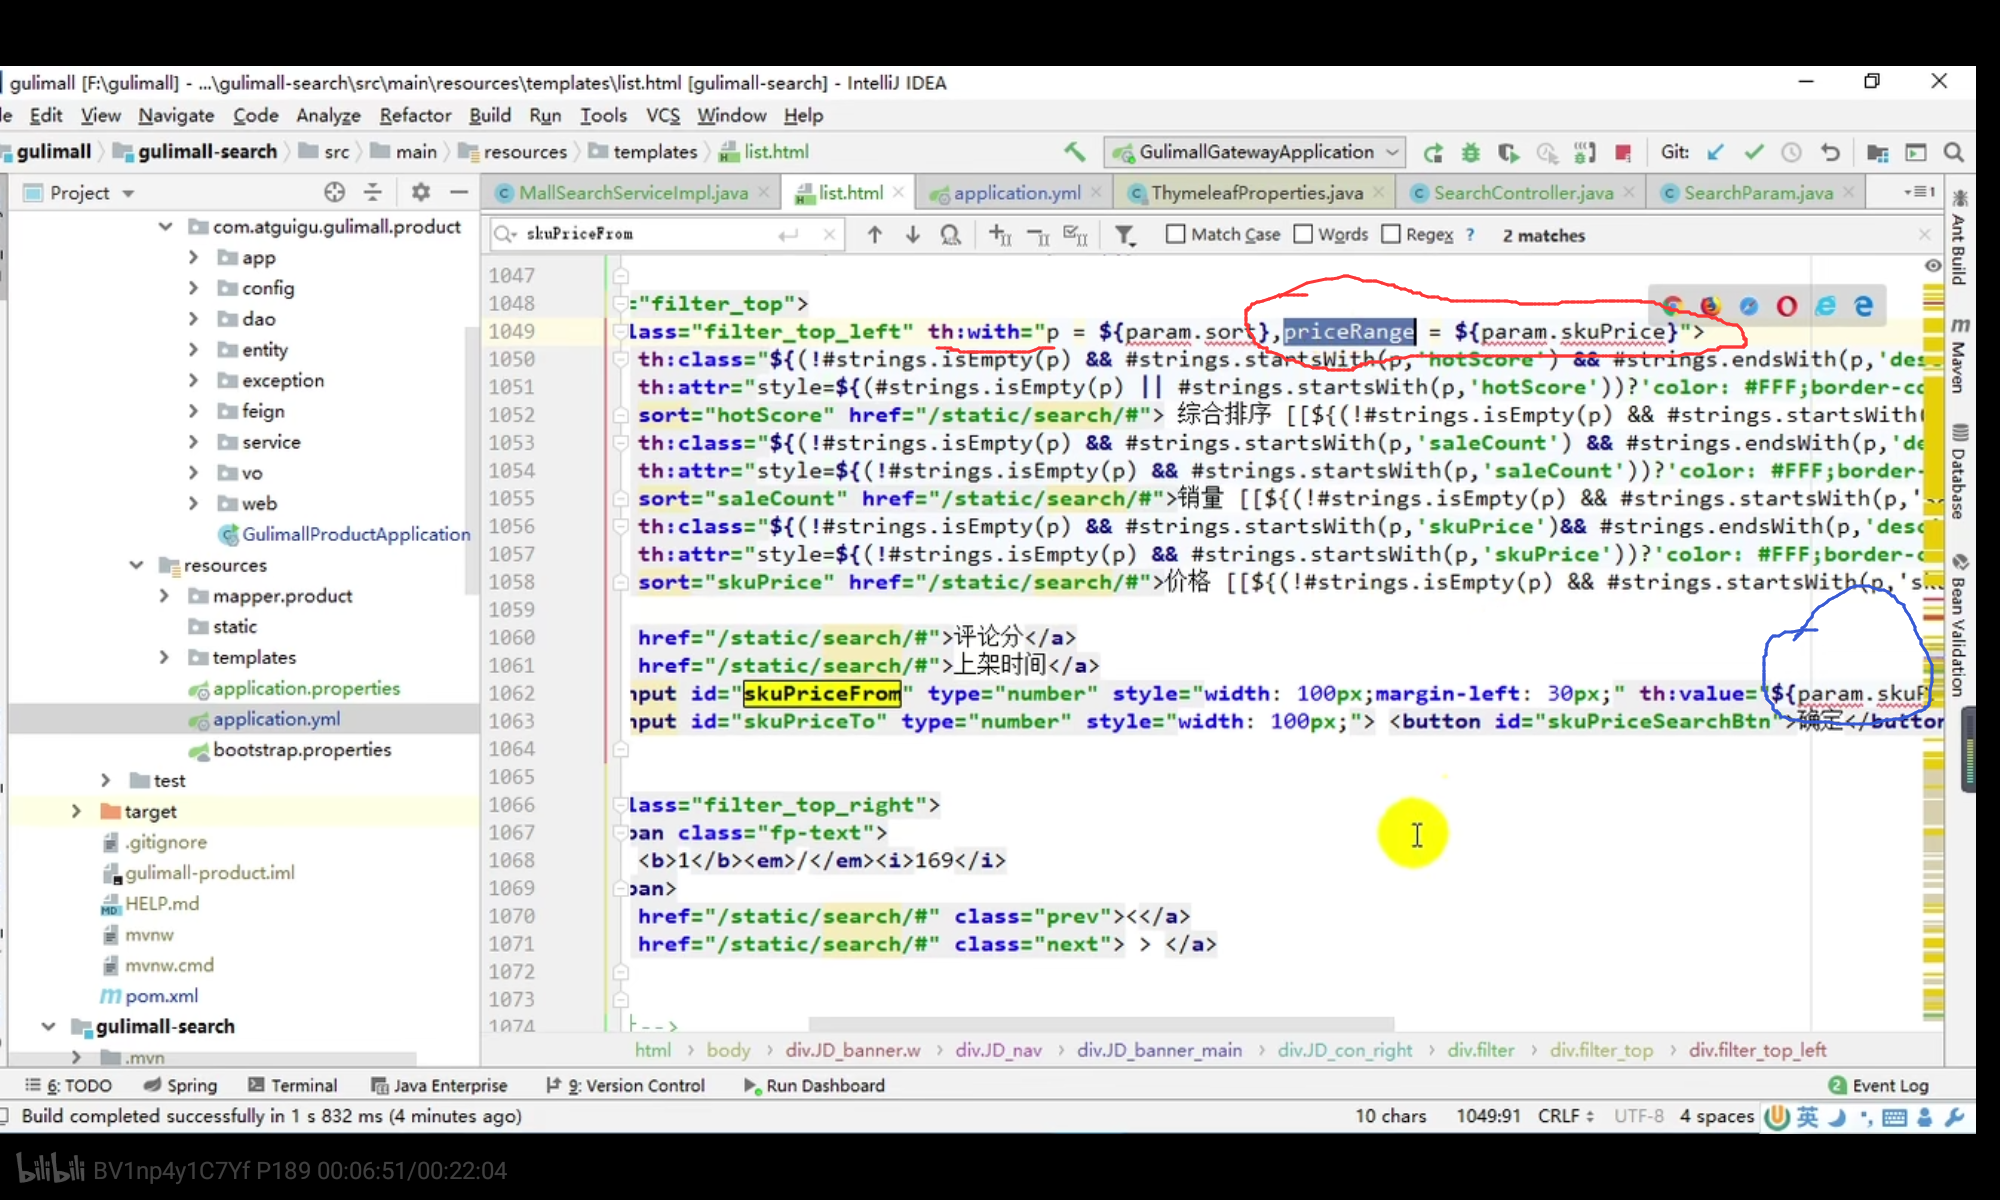 gulimall [F:\gulimall] - ...\gulimall-search\src\main\resources\templates\list.html [gulimall-search] - IntelliJ IDEA
Edit View Navigate Code Analyze Refactor Build Run Tools VCS Window Help
gulimall gulimall-search src main resources templates list.html GulimallGatewayApplication Git:
Project
MallSearchServiceImpl.java list.html application.yml ThymeleafProperties.java SearchController.java SearchParam.java
skuPriceFrom Match Case Words Regex ? 2 matches
com.atguigu.gulimall.product
app
config
dao
entity
exception
feign
service
vo
web
GulimallProductApplication
resources
mapper.product
static
templates
application.properties
application.yml
bootstrap.properties
test
target
.gitignore
gulimall-product.iml
HELP.md
mvnw
mvnw.cmd
pom.xml
gulimall-search
.mvn
1047
1048 ="filter_top">
1049 lass="filter_top_left" th:with="p = ${param.sort},priceRange = ${param.skuPrice}">
1050 th:class="${(!#strings.isEmpty(p) && #strings.startsWith(p,'hotScore') && #strings.endsWith(p,'des
1051 th:attr="style=${(#strings.isEmpty(p) || #strings.startsWith(p,'hotScore'))?'color: #FFF;border-co
1052 sort="hotScore" href="/static/search/#"> 综合排序 [[${(!#strings.isEmpty(p) && #strings.startsWith(
1053 th:class="${(!#strings.isEmpty(p) && #strings.startsWith(p,'saleCount') && #strings.endsWith(p,'de
1054 th:attr="style=${(!#strings.isEmpty(p) && #strings.startsWith(p,'saleCount'))?'color: #FFF;border-
1055 sort="saleCount" href="/static/search/#">销量 [[${(!#strings.isEmpty(p) && #strings.startsWith(p,'
1056 th:class="${(!#strings.isEmpty(p) && #strings.startsWith(p,'skuPrice')&& #strings.endsWith(p,'desc
1057 th:attr="style=${(!#strings.isEmpty(p) && #strings.startsWith(p,'skuPrice'))?'color: #FFF;border-c
1058 sort="skuPrice" href="/static/search/#">价格 [[${(!#strings.isEmpty(p) && #strings.startsWith(p,'sk
1059
1060 href="/static/search/#">评论分</a>
1061 href="/static/search/#">上架时间</a>
1062 nput id="skuPriceFrom" type="number" style="width: 100px;margin-left: 30px;" th:value="${param.skuP
1063 nput id="skuPriceTo" type="number" style="width: 100px;"> <button id="skuPriceSearchBtn">确定</button
1064
1065
1066 lass="filter_top_right">
1067 pan class="fp-text">
1068 <b>1</b><em>/</em><i>169</i>
1069 pan>
1070 href="/static/search/#" class="prev"><</a>
1071 href="/static/search/#" class="next"> > </a>
1072
1073
1074 !-->
html body div.JD_banner.w div.JD_nav div.JD_banner_main div.JD_con_right div.filter div.filter_top div.filter_top_left
Ant Build
Maven
Database
Bean Validation
6: TODO Spring Terminal Java Enterprise 9: Version Control Run Dashboard 2 Event Log
Build completed successfully in 1 s 832 ms (4 minutes ago) 10 chars 1049:91 CRLF UTF-8 4 spaces 英
bilibili BV1np4y1C7Yf P189 00:06:51/00:22:04